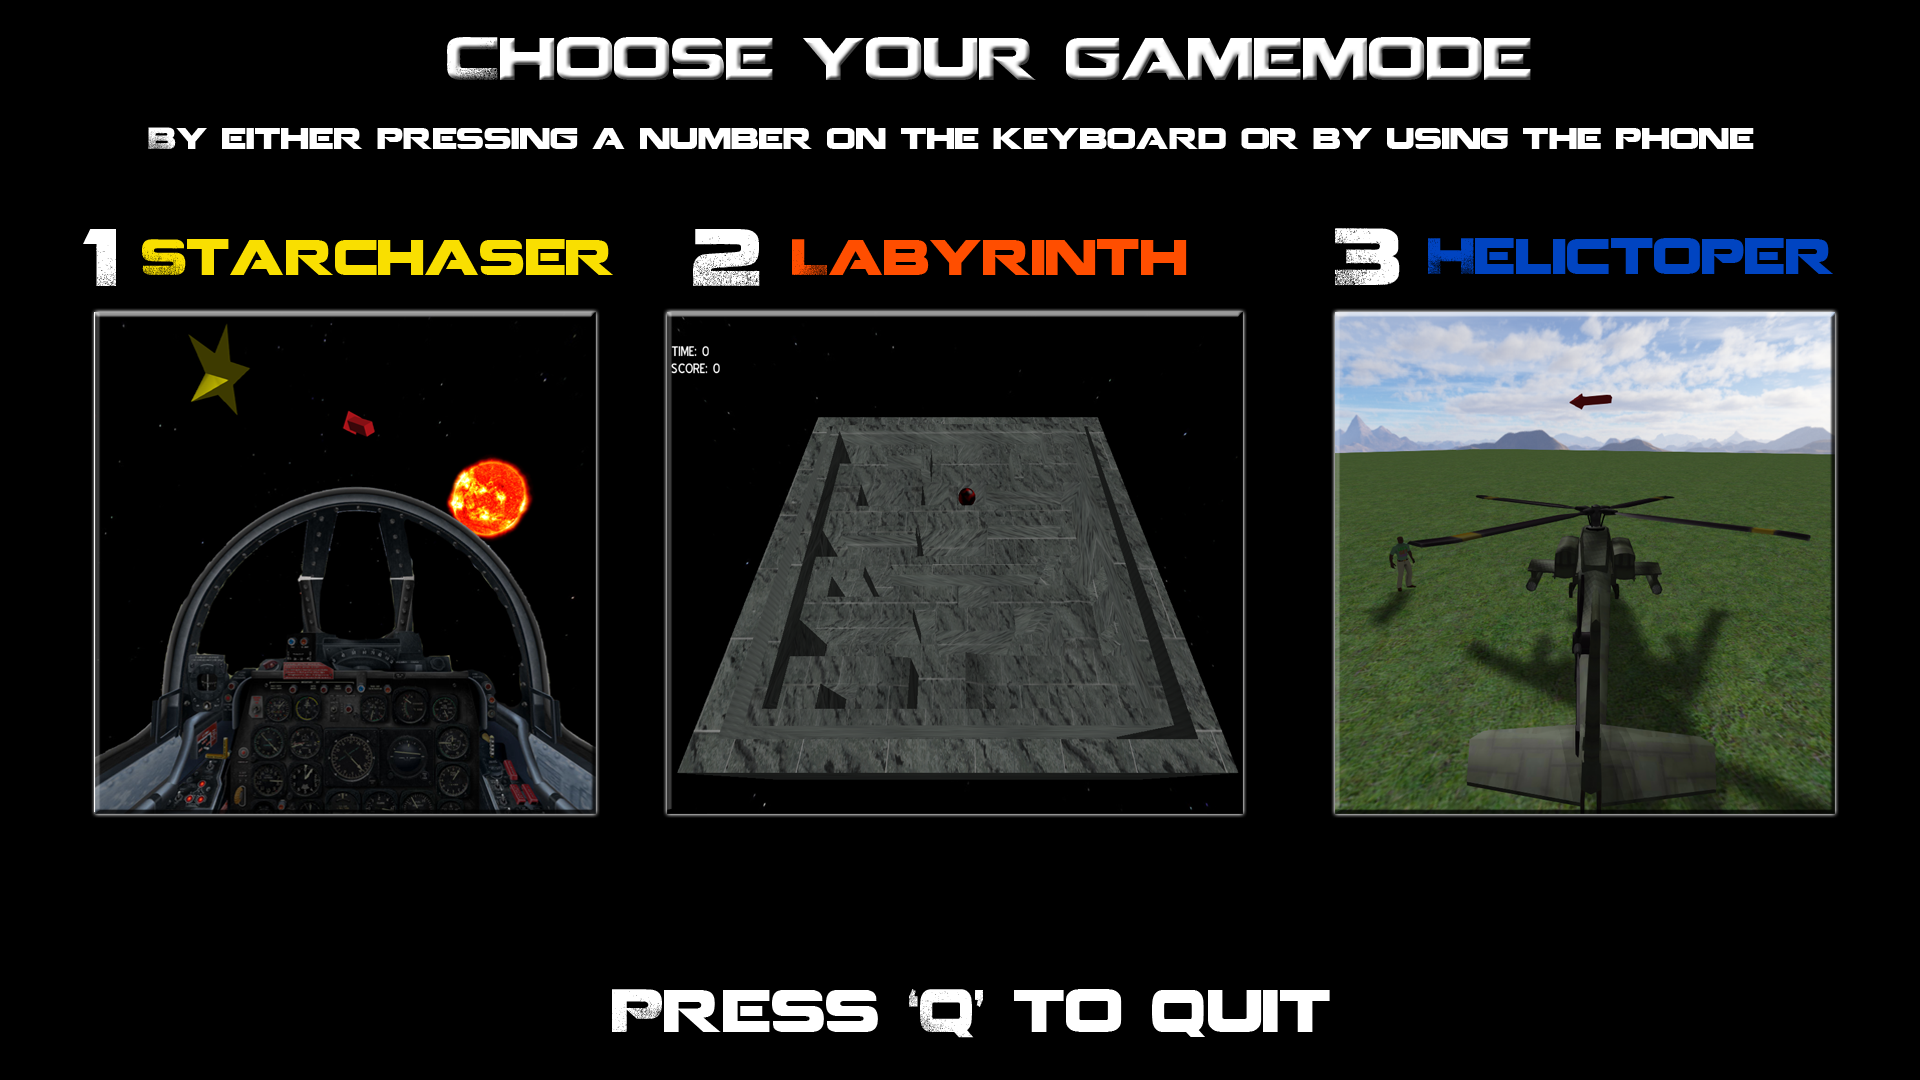 CHOOSE YOUR GAMEMODE
BY EITHER PRESSING A NUMBER ON THE KEYBOARD OR BY USING THE PHONE
1 STARCHASER
2 LABYRINTH
3 HELICTOPER
TIME: 0
SCORE: 0
PRESS 'Q' TO QUIT